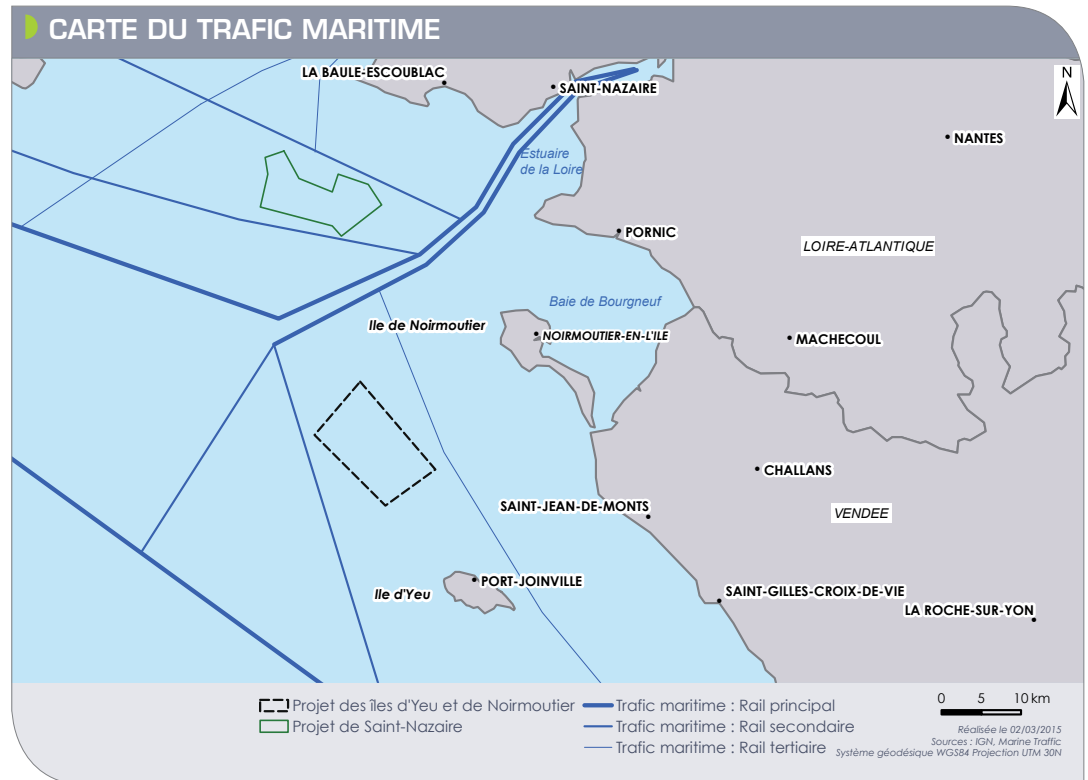 CARTE DU TRAFIC MARITIME
LA BAULE-ESCOUBLAC
SAINT-NAZAIRE
N
NANTES
Estuaire
de la Loire
PORNIC
LOIRE-ATLANTIQUE
Baie de Bourgneuf
Ile de Noirmoutier
NOIRMOUTIER-EN-L'ILE
MACHECOUL
CHALLANS
SAINT-JEAN-DE-MONTS
VENDEE
PORT-JOINVILLE
Ile d'Yeu
SAINT-GILLES-CROIX-DE-VIE
LA ROCHE-SUR-YON
Projet des îles d'Yeu et de Noirmoutier
Projet de Saint-Nazaire
Trafic maritime : Rail principal
Trafic maritime : Rail secondaire
Trafic maritime : Rail tertiaire
0 5 10 km
Réalisée le 02/03/2015
Sources : IGN, Marine Traffic
Système géodésique WGS84 Projection UTM 30N